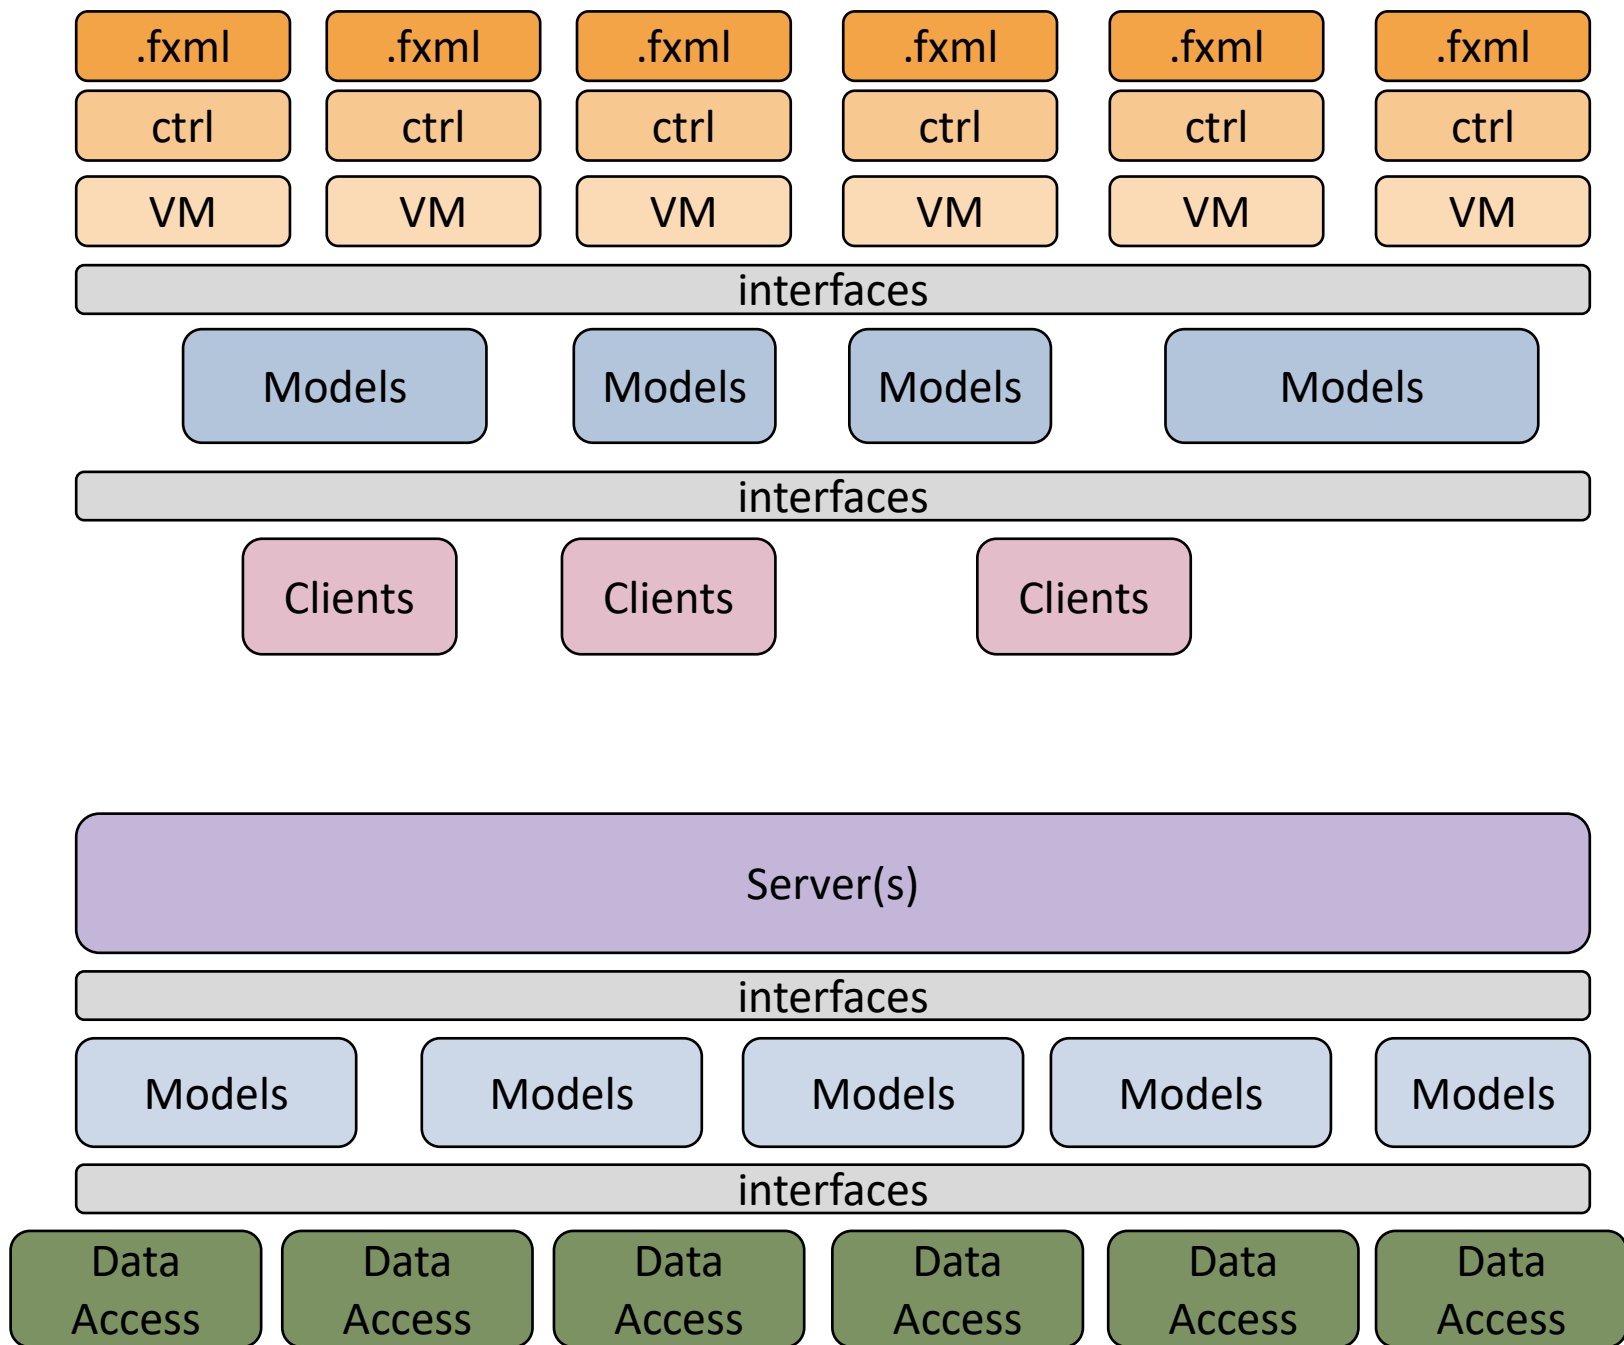 .fxml .fxml .fxml .fxml .fxml .fxml
ctrl ctrl ctrl ctrl ctrl ctrl
VM VM VM VM VM VM
interfaces
Models Models Models Models
interfaces
Clients Clients Clients
Server(s)
interfaces
Models Models Models Models Models
interfaces
Data Data Data Data Data Data
Access Access Access Access Access Access